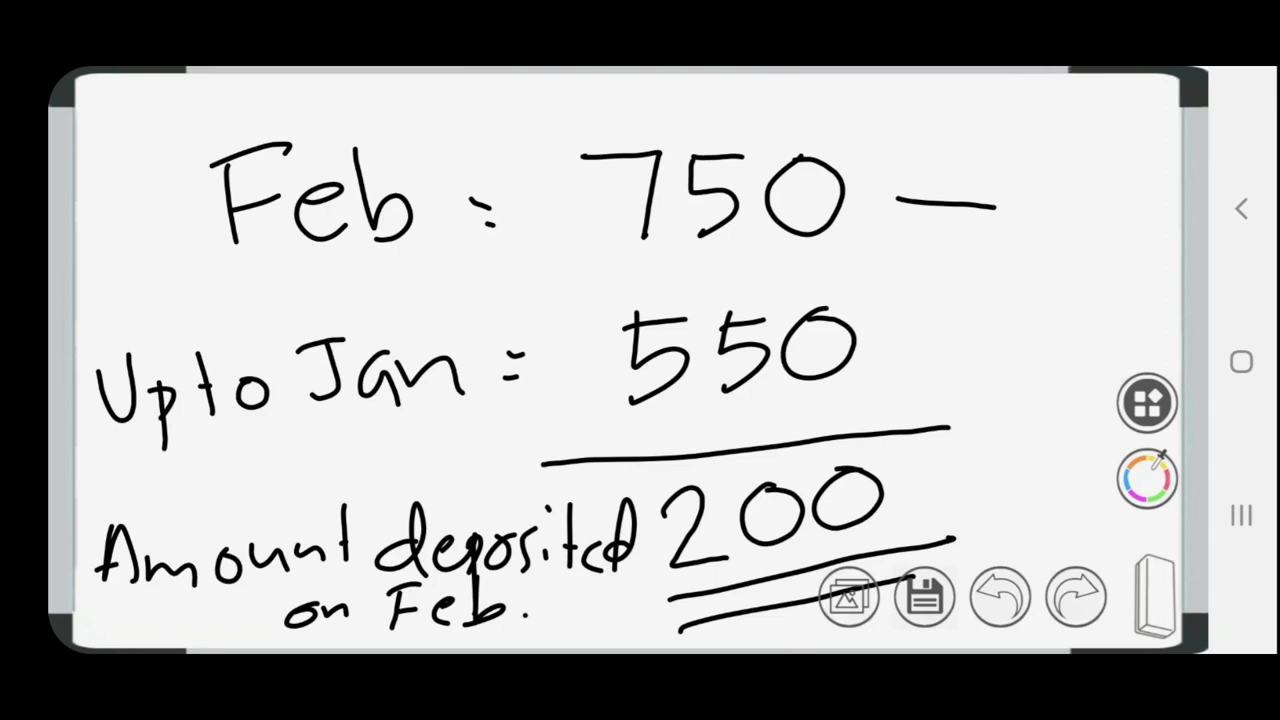 Feb = 750 —
Upto Jan = 550
Amount deposited 200
on Feb.